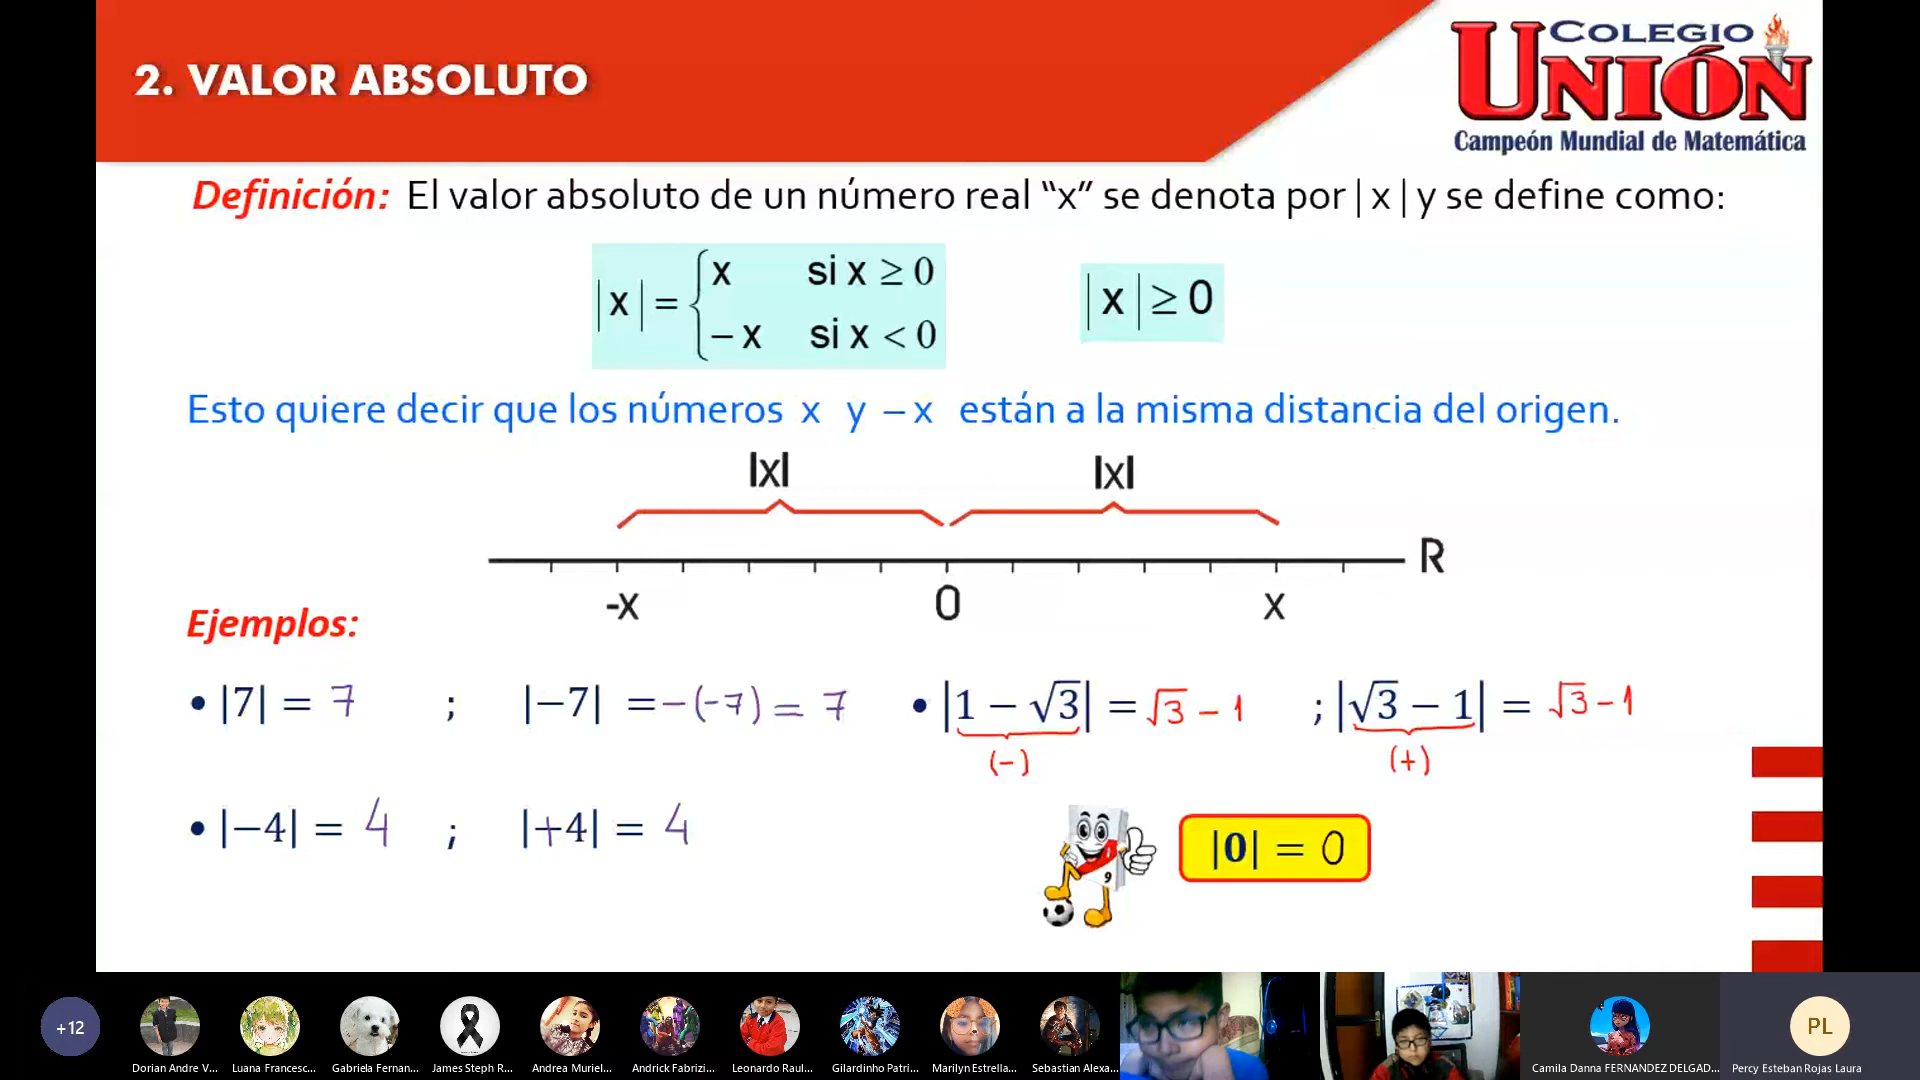 2. VALOR ABSOLUTO
COLEGIO
UNIÓN
Campeón Mundial de Matemática
Definición: El valor absoluto de un número real “x” se denota por | x | y se define como:
|x| = { x si x ≥ 0
− x si x < 0
| x | ≥ 0
Esto quiere decir que los números x y – x están a la misma distancia del origen.
|x| |x|
R
-x 0 x
Ejemplos:
• |7| = 7 ; |−7| = −(−7) = 7 • |1 − √3| = √3 − 1 ; |√3 − 1| = √3 − 1
(−) (+)
• |−4| = 4 ; |+4| = 4
|0| = 0
+12
PL
Dorian Andre V... Luana Francesc... Gabriela Fernan... James Steph R... Andrea Muriel... Andrick Fabrizi... Leonardo Raul... Gilardinho Patri... Marilyn Estrella... Sebastian Alexa... Camila Danna FERNANDEZ DELGAD... Percy Esteban Rojas Laura